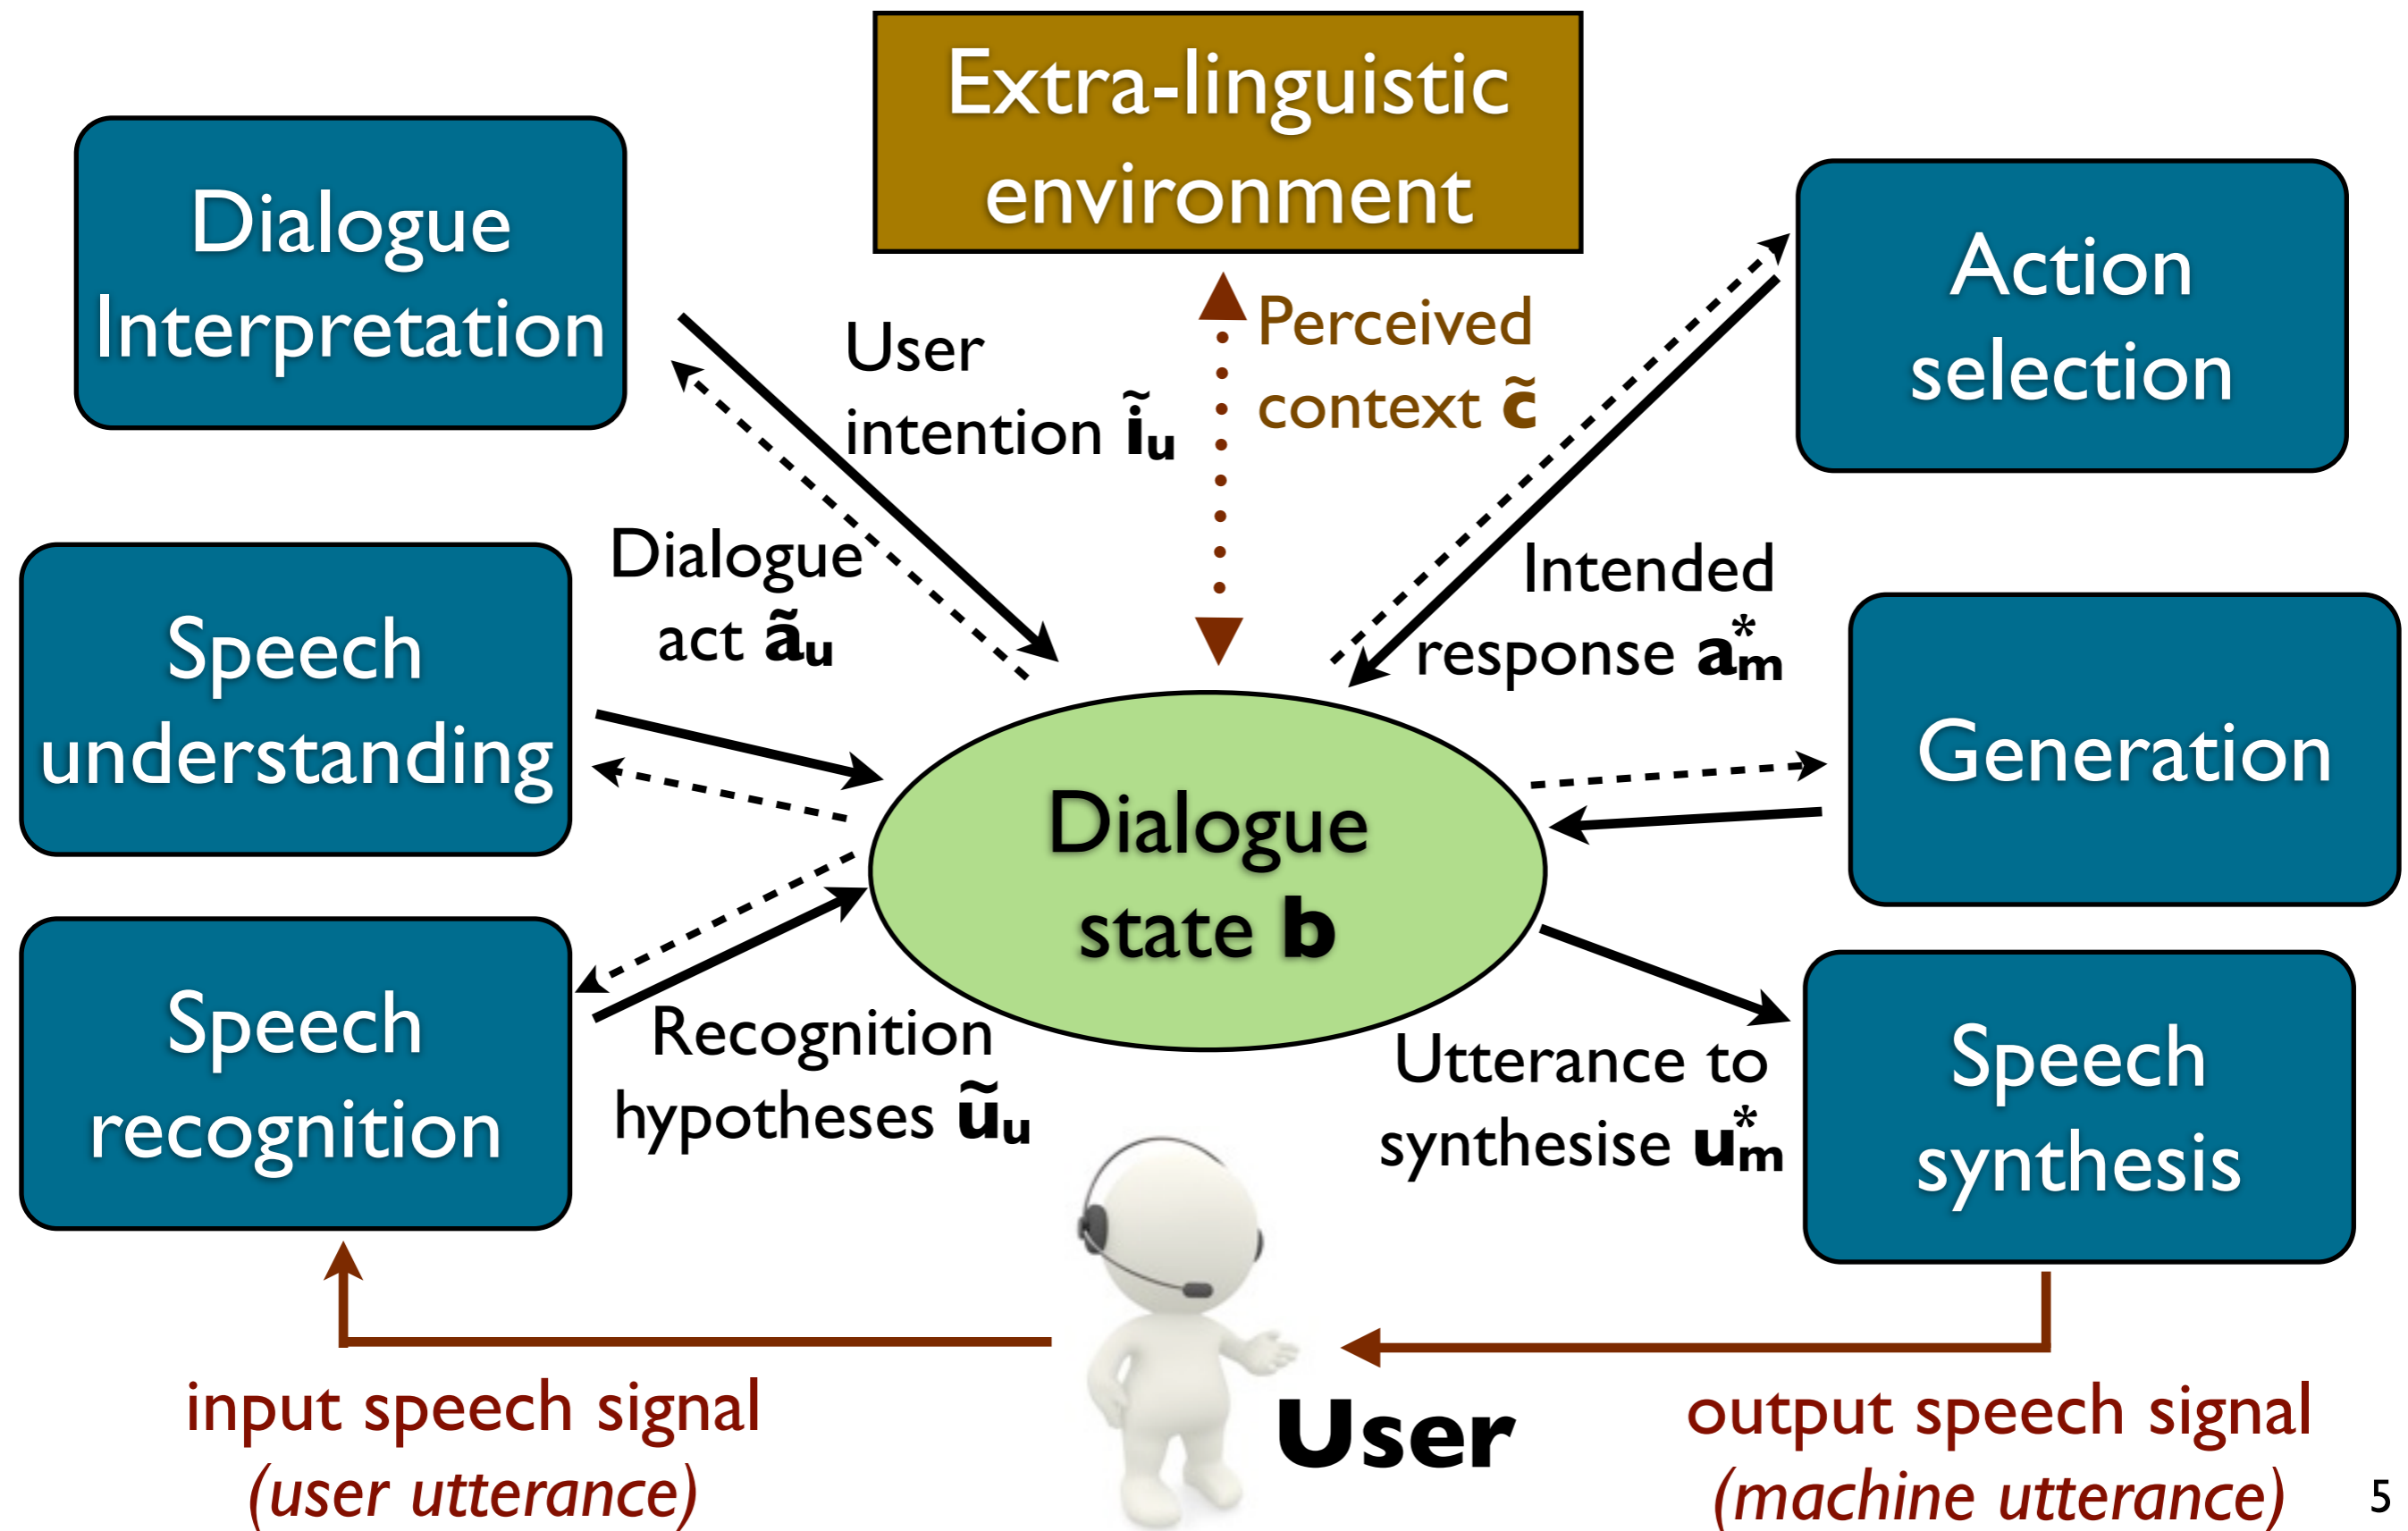 Extra-linguistic
environment
Dialogue
Interpretation
Action
selection
User
intention ĩu
Perceived
context c̃
Dialogue
act ãu
Intended
response a*m
Speech
understanding
Generation
Dialogue
state b
Speech
recognition
Recognition
hypotheses ũu
Utterance to
synthesise u*m
Speech
synthesis
User
input speech signal
(user utterance)
output speech signal
(machine utterance)
5